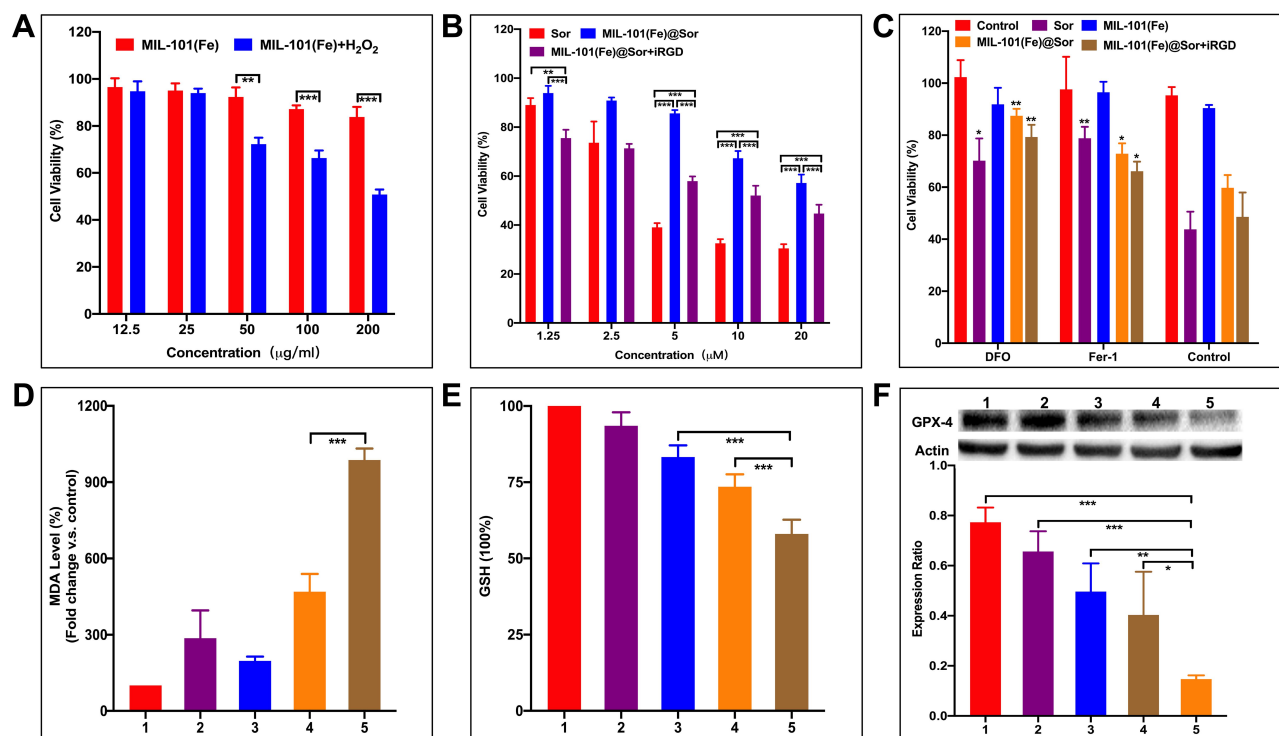 A
MIL-101(Fe) MIL-101(Fe)+H₂O₂
Cell Viability (%)
120
100
80
60
40
20
0
** *** ***
12.5 25 50 100 200
Concentration (μg/ml)
B
Sor MIL-101(Fe)@Sor
MIL-101(Fe)@Sor+iRGD
Cell Viability (%)
120
100
80
60
40
20
0
**
***
***
*** ***
***
*** ***
***
*** ***
1.25 2.5 5 10 20
Concentration (μM)
C
Control Sor MIL-101(Fe)
MIL-101(Fe)@Sor MIL-101(Fe)@Sor+iRGD
Cell Viability (%)
120
100
80
60
40
20
0
* ** ** ** * *
DFO Fer-1 Control
D
MDA Level (%)
(Fold change v.s. control)
1200
900
600
300
0
***
1 2 3 4 5
E
GSH (100%)
100
75
50
25
0
***
***
1 2 3 4 5
F
1 2 3 4 5
GPX-4
Actin
Expression Ratio
1.0
0.8
0.6
0.4
0.2
0.0
***
***
**
*
1 2 3 4 5